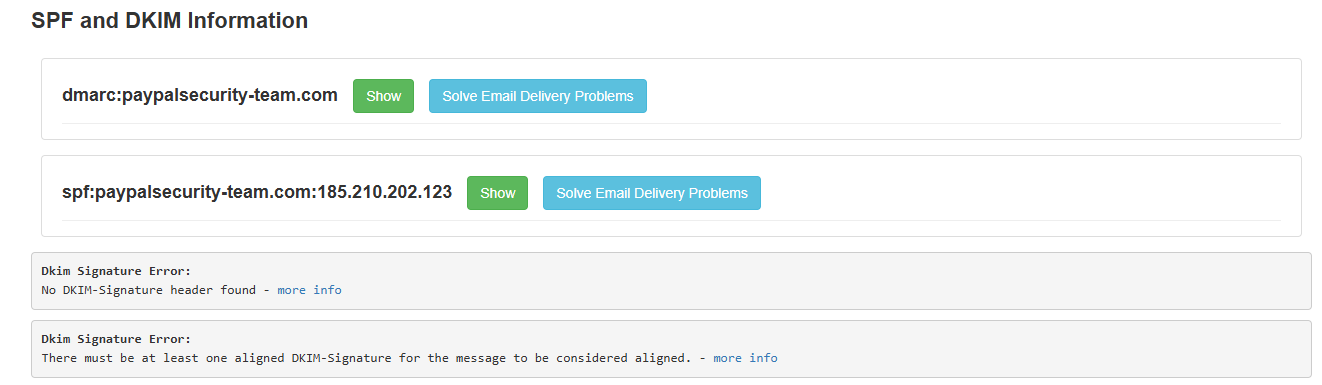 SPF and DKIM Information
dmarc:paypalsecurity-team.com Show Solve Email Delivery Problems
spf:paypalsecurity-team.com:185.210.202.123 Show Solve Email Delivery Problems
Dkim Signature Error:
No DKIM-Signature header found - more info
Dkim Signature Error:
There must be at least one aligned DKIM-Signature for the message to be considered aligned. - more info